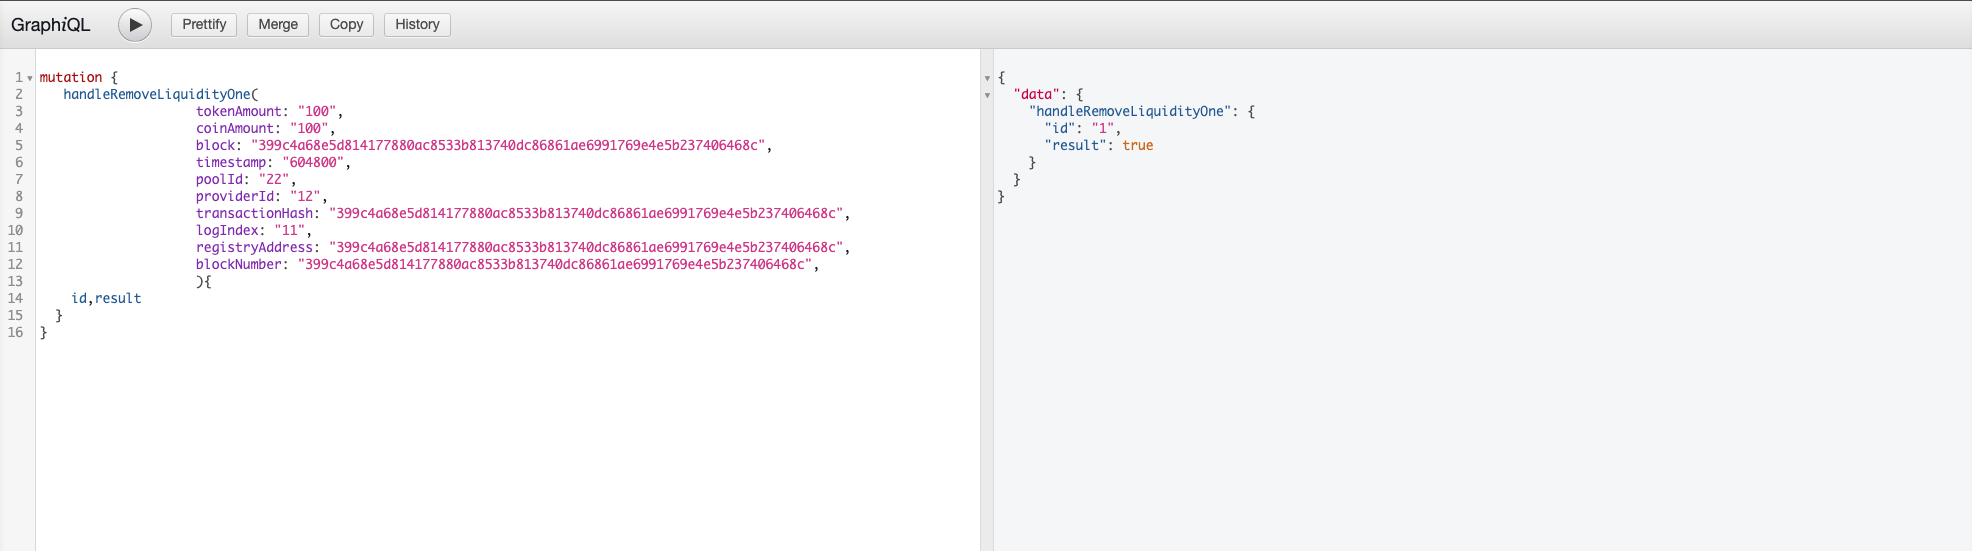 GraphiQL Prettify Merge Copy History
1 mutation {
2 handleRemoveLiquidityOne(
3 tokenAmount: "100",
4 coinAmount: "100",
5 block: "399c4a68e5d814177880ac8533b813740dc86861ae6991769e4e5b237406468c",
6 timestamp: "604800",
7 poolId: "22",
8 providerId: "12",
9 transactionHash: "399c4a68e5d814177880ac8533b813740dc86861ae6991769e4e5b237406468c",
10 logIndex: "11",
11 registryAddress: "399c4a68e5d814177880ac8533b813740dc86861ae6991769e4e5b237406468c",
12 blockNumber: "399c4a68e5d814177880ac8533b813740dc86861ae6991769e4e5b237406468c",
13 ){
14 id,result
15 }
16 }
{
"data": {
"handleRemoveLiquidityOne": {
"id": "1",
"result": true
}
}
}